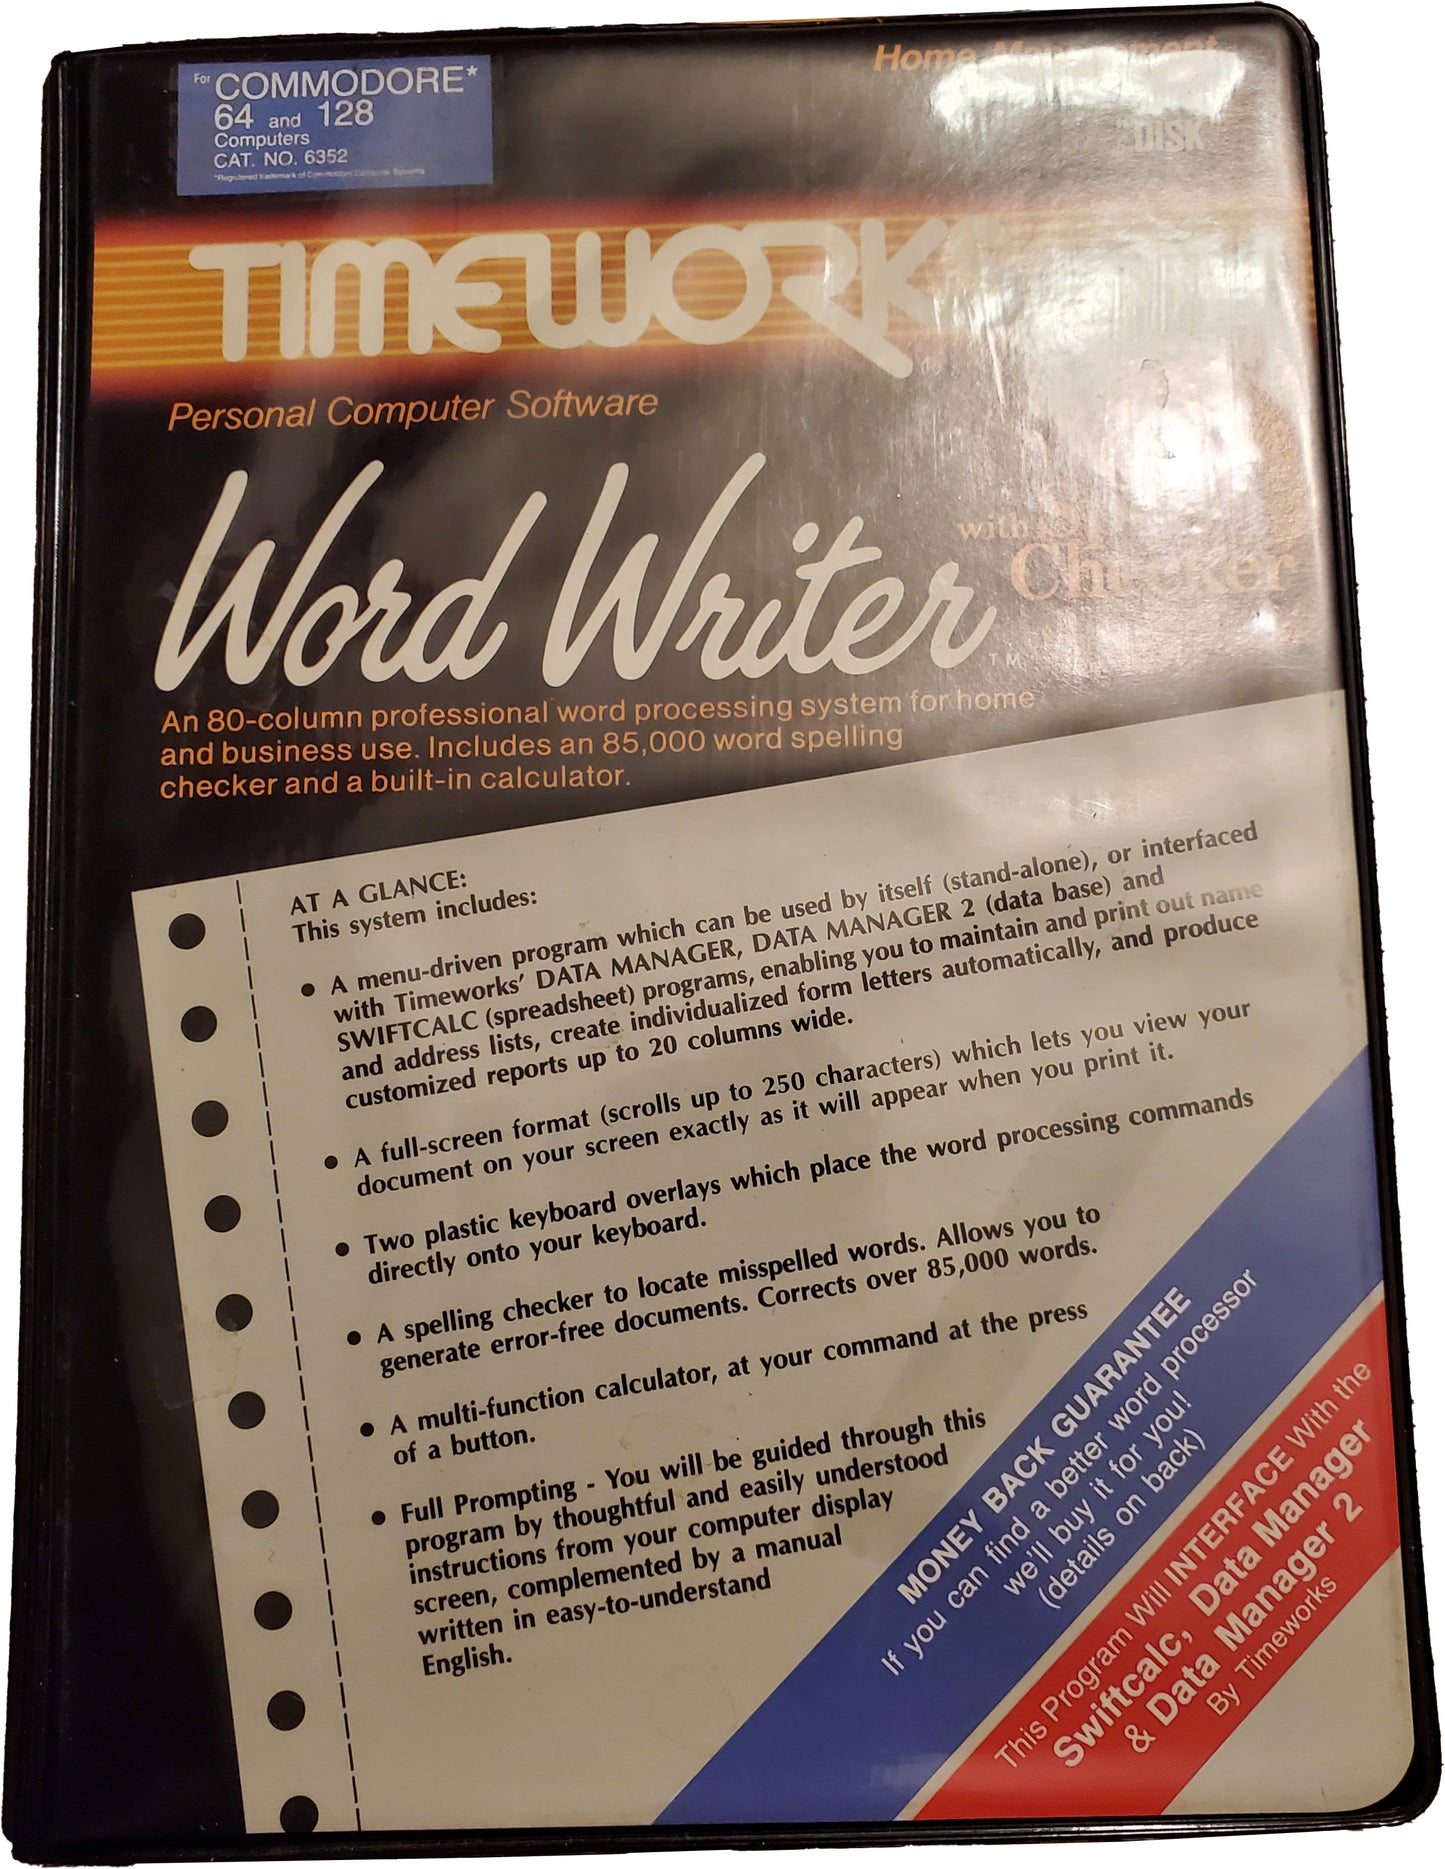 For COMMODORE*
64 and 128
Computers
CAT. NO. 6352
*Registered trademark of Commodore Computer Systems
Home Management
DISK
TIMEWORK
®
Personal Computer Software
Word Writer
with
Checker
TM
An 80-column professional word processing system for home
and business use. Includes an 85,000 word spelling
checker and a built-in calculator.
AT A GLANCE:
This system includes:
• A menu-driven program which can be used by itself (stand-alone), or interfaced
with Timeworks' DATA MANAGER, DATA MANAGER 2 (data base) and
SWIFTCALC (spreadsheet) programs, enabling you to maintain and print out name
and address lists, create individualized form letters automatically, and produce
customized reports up to 20 columns wide.
• A full-screen format (scrolls up to 250 characters) which lets you view your
document on your screen exactly as it will appear when you print it.
• Two plastic keyboard overlays which place the word processing commands
directly onto your keyboard.
• A spelling checker to locate misspelled words. Allows you to
generate error-free documents. Corrects over 85,000 words.
• A multi-function calculator, at your command at the press
of a button.
• Full Prompting - You will be guided through this
program by thoughtful and easily understood
instructions from your computer display
screen, complemented by a manual
written in easy-to-understand
English.
MONEY BACK GUARANTEE
If you can find a better word processor
we'll buy it for you!
(details on back)
This Program Will INTERFACE With the
Swiftcalc, Data Manager
& Data Manager 2
By Timeworks